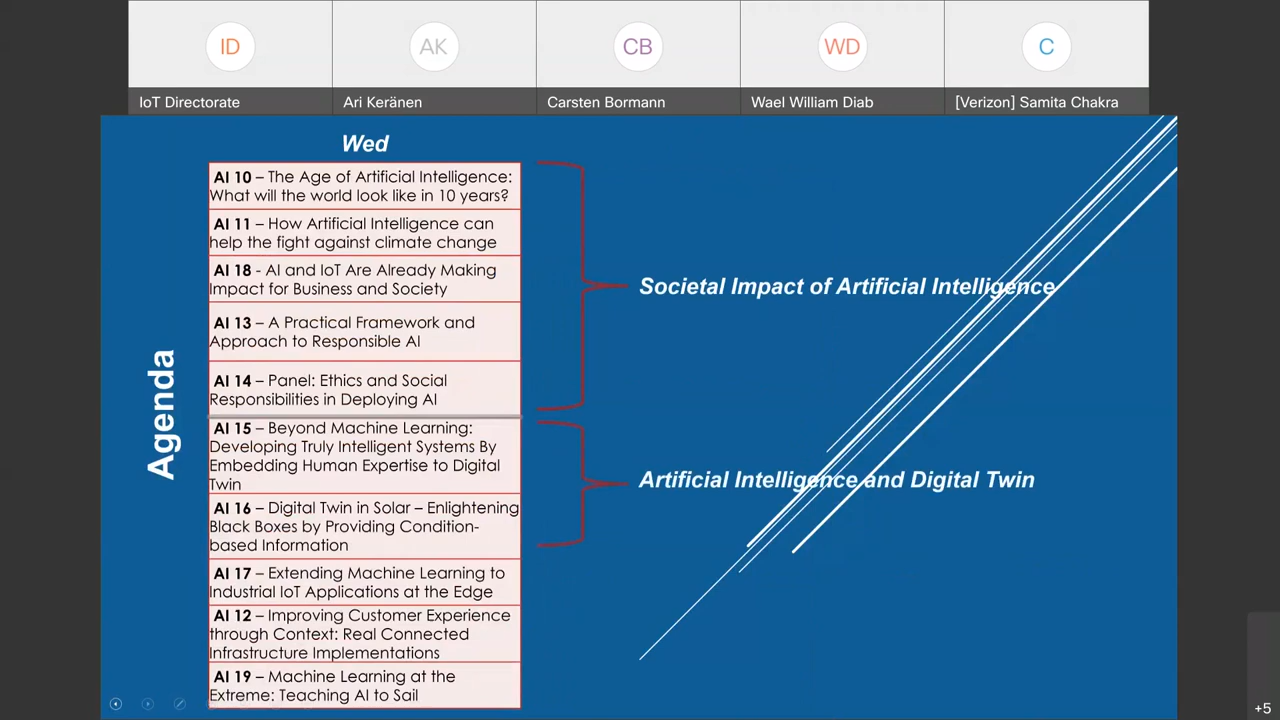 ID
AK
CB
WD
C
IoT Directorate
Ari Keränen
Carsten Bormann
Wael William Diab
[Verizon] Samita Chakra
Wed
Agenda
AI 10 – The Age of Artificial Intelligence:
What will the world look like in 10 years?
AI 11 – How Artificial Intelligence can
help the fight against climate change
AI 18 - AI and IoT Are Already Making
Impact for Business and Society
AI 13 – A Practical Framework and
Approach to Responsible AI
AI 14 – Panel: Ethics and Social
Responsibilities in Deploying AI
Societal Impact of Artificial Intelligence
AI 15 – Beyond Machine Learning:
Developing Truly Intelligent Systems By
Embedding Human Expertise to Digital
Twin
AI 16 – Digital Twin in Solar – Enlightening
Black Boxes by Providing Condition-
based Information
Artificial Intelligence and Digital Twin
AI 17 – Extending Machine Learning to
Industrial IoT Applications at the Edge
AI 12 – Improving Customer Experience
through Context: Real Connected
Infrastructure Implementations
AI 19 – Machine Learning at the
Extreme: Teaching AI to Sail
+5